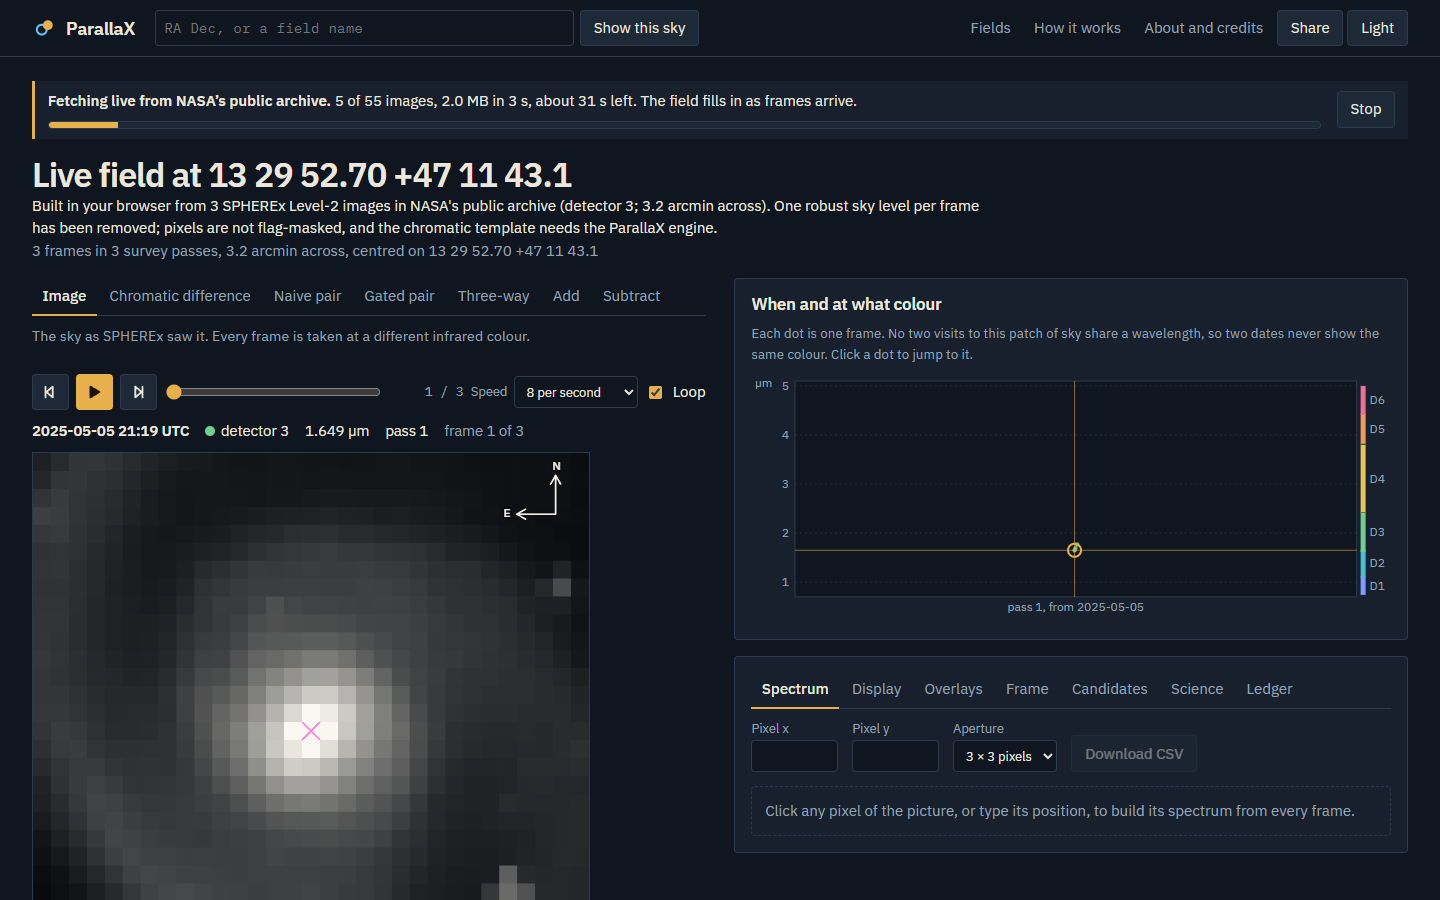 ParallaX
RA Dec, or a field name
Show this sky
Fields
How it works
About and credits
Share
Light
Fetching live from NASA’s public archive. 5 of 55 images, 2.0 MB in 3 s, about 31 s left. The field fills in as frames arrive.
Stop
Live field at 13 29 52.70 +47 11 43.1
Built in your browser from 3 SPHEREx Level-2 images in NASA's public archive (detector 3; 3.2 arcmin across). One robust sky level per frame
has been removed; pixels are not flag-masked, and the chromatic template needs the ParallaX engine.
3 frames in 3 survey passes, 3.2 arcmin across, centred on 13 29 52.70 +47 11 43.1
Image
Chromatic difference
Naive pair
Gated pair
Three-way
Add
Subtract
The sky as SPHEREx saw it. Every frame is taken at a different infrared colour.
1 / 3
Speed
8 per second
Loop
2025-05-05 21:19 UTC
detector 3
1.649 µm
pass 1
frame 1 of 3
N
E
When and at what colour
Each dot is one frame. No two visits to this patch of sky share a wavelength, so two dates never show the
same colour. Click a dot to jump to it.
µm
5
4
3
2
1
D6
D5
D4
D3
D2
D1
pass 1, from 2025-05-05
Spectrum
Display
Overlays
Frame
Candidates
Science
Ledger
Pixel x
Pixel y
Aperture
3 × 3 pixels
Download CSV
Click any pixel of the picture, or type its position, to build its spectrum from every frame.